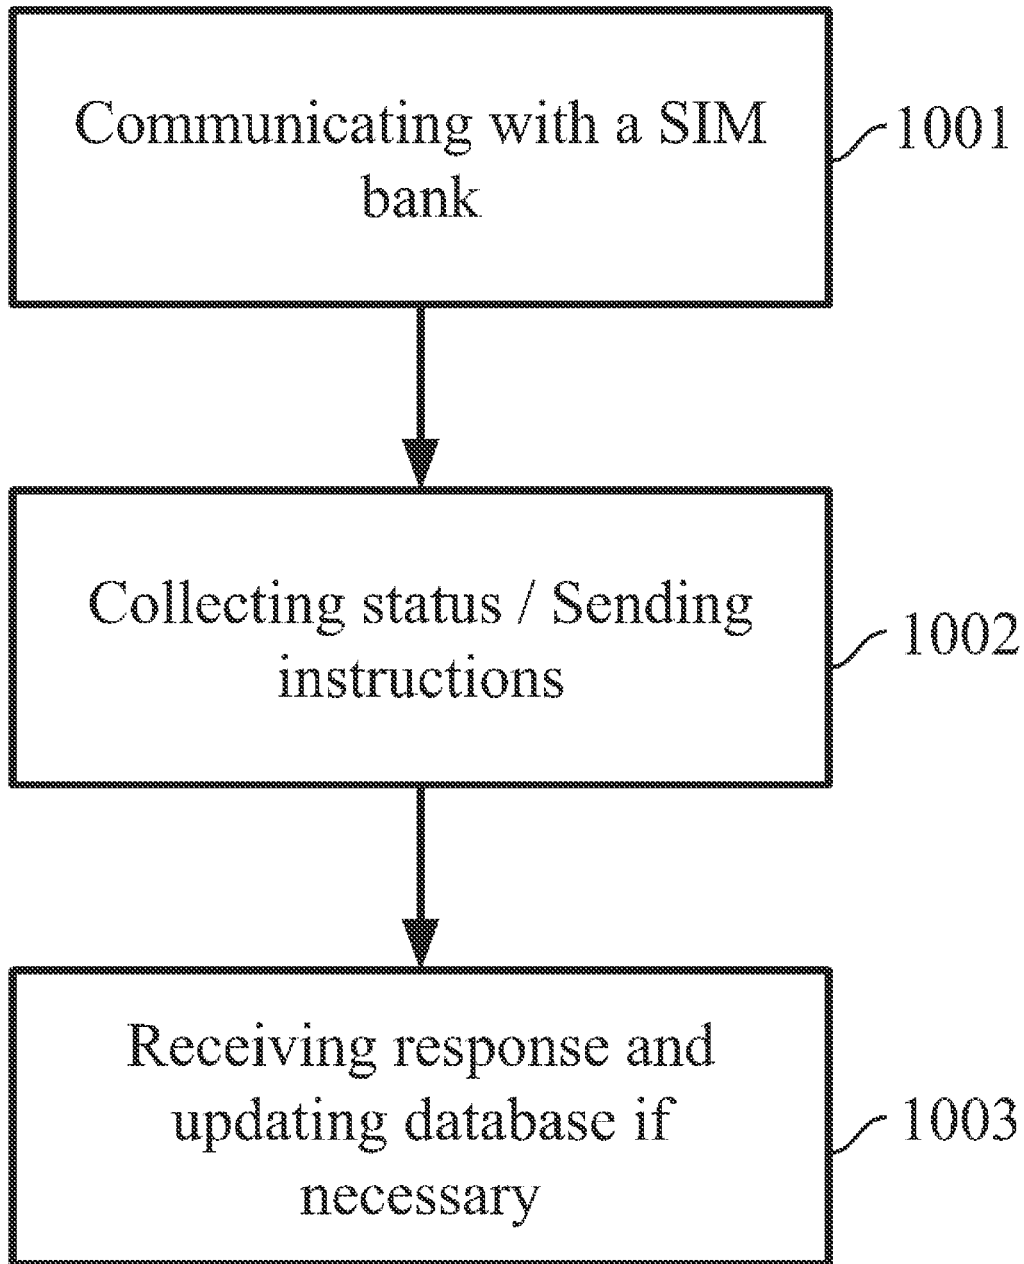 Communicating with a SIM
bank
1001
Collecting status / Sending
instructions
1002
Receiving response and
updating database if
necessary
1003